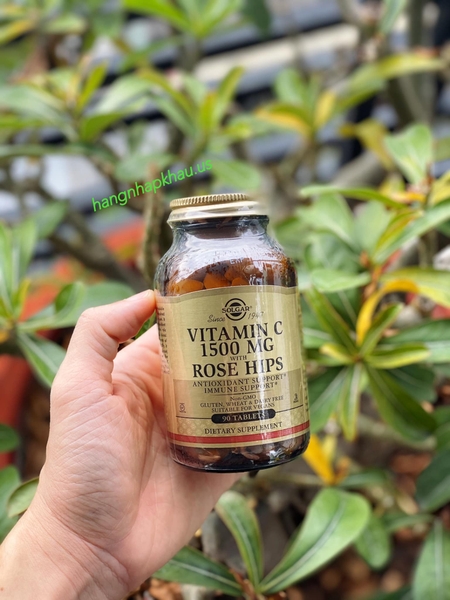 hangnhapkhau.us
SOLGAR
Since 1947
VITAMIN C
1500 MG
WITH
ROSE HIPS
ANTIOXIDANT SUPPORT*
IMMUNE SUPPORT*
Non-GMO
GLUTEN, WHEAT & DAIRY FREE
SUITABLE FOR VEGANS
90 TABLETS
DIETARY SUPPLEMENT